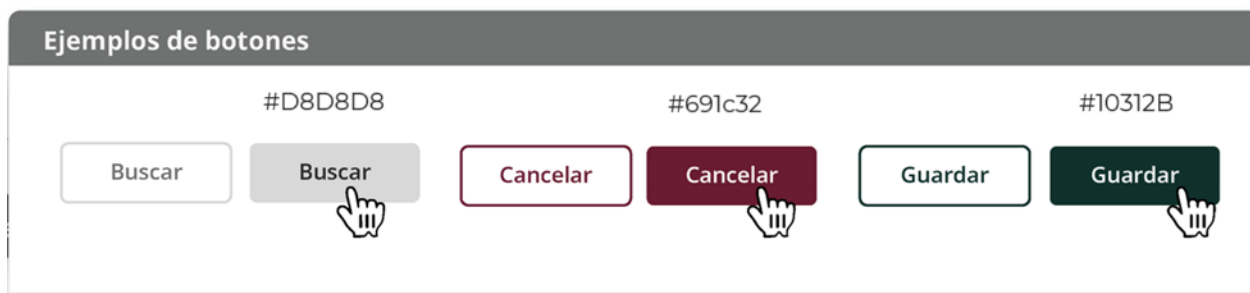 Ejemplos de botones
#D8D8D8 #691c32 #10312B
Buscar Buscar Cancelar Cancelar Guardar Guardar